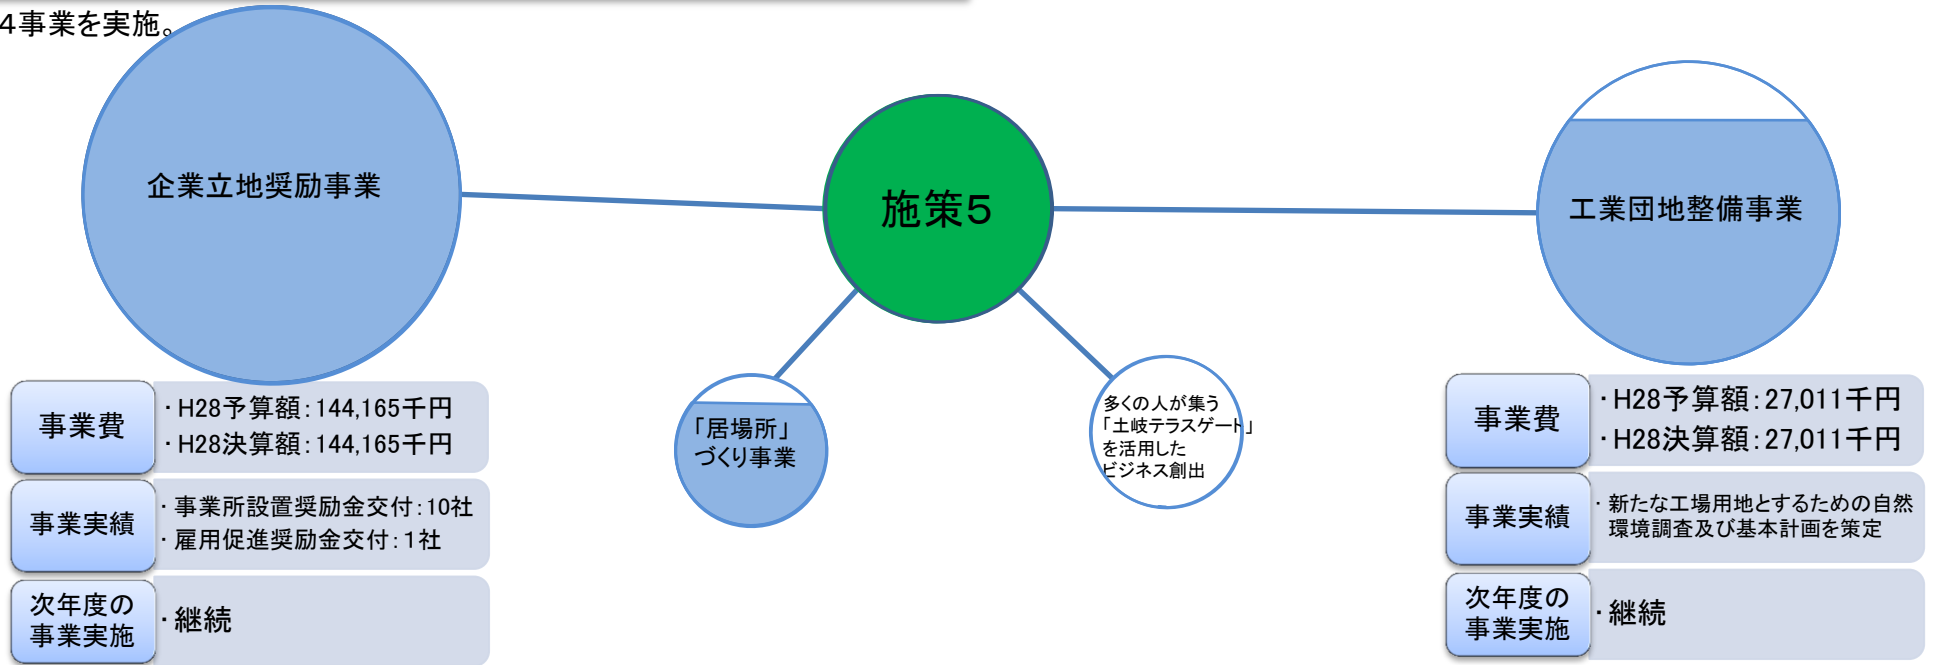 4事業を実施。
企業立地奨励事業
施策5
工業団地整備事業
「居場所」
づくり事業
多くの人が集う
「土岐テラスゲート」
を活用した
ビジネス創出
事業費
・H28予算額：144,165千円
・H28決算額：144,165千円
事業実績
・事業所設置奨励金交付：10社
・雇用促進奨励金交付：1社
次年度の
事業実施
・継続
事業費
・H28予算額：27,011千円
・H28決算額：27,011千円
事業実績
・新たな工場用地とするための自然
環境調査及び基本計画を策定
次年度の
事業実施
・継続